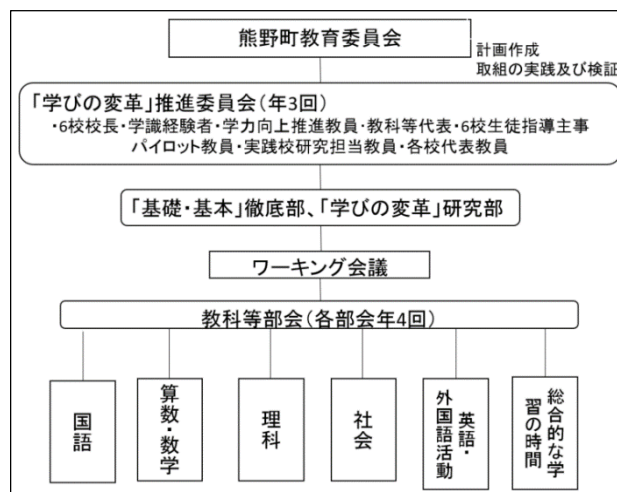 熊野町教育委員会
計画作成
取組の実践及び検証
「学びの変革」推進委員会(年3回)
・6校校長・学識経験者・学力向上推進教員・教科等代表・6校生徒指導主事
パイロット教員・実践校研究担当教員・各校代表教員
「基礎・基本」徹底部、「学びの変革」研究部
ワーキング会議
教科等部会(各部会年4回)
国語
算数・数学
理科
社会
英語・
外国語活動
総合的な学
習の時間